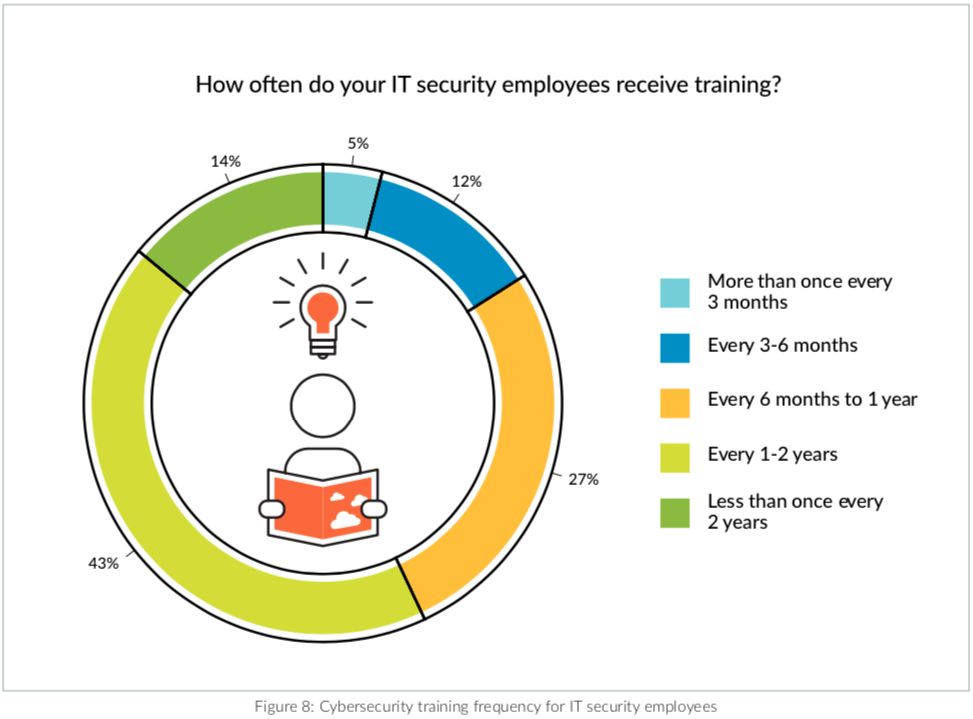 How often do your IT security employees receive training?
5%
14%
12%
More than once every
3 months
Every 3-6 months
Every 6 months to 1 year
Every 1-2 years
27%
Less than once every
2 years
43%
Figure 8: Cybersecurity training frequency for IT security employees